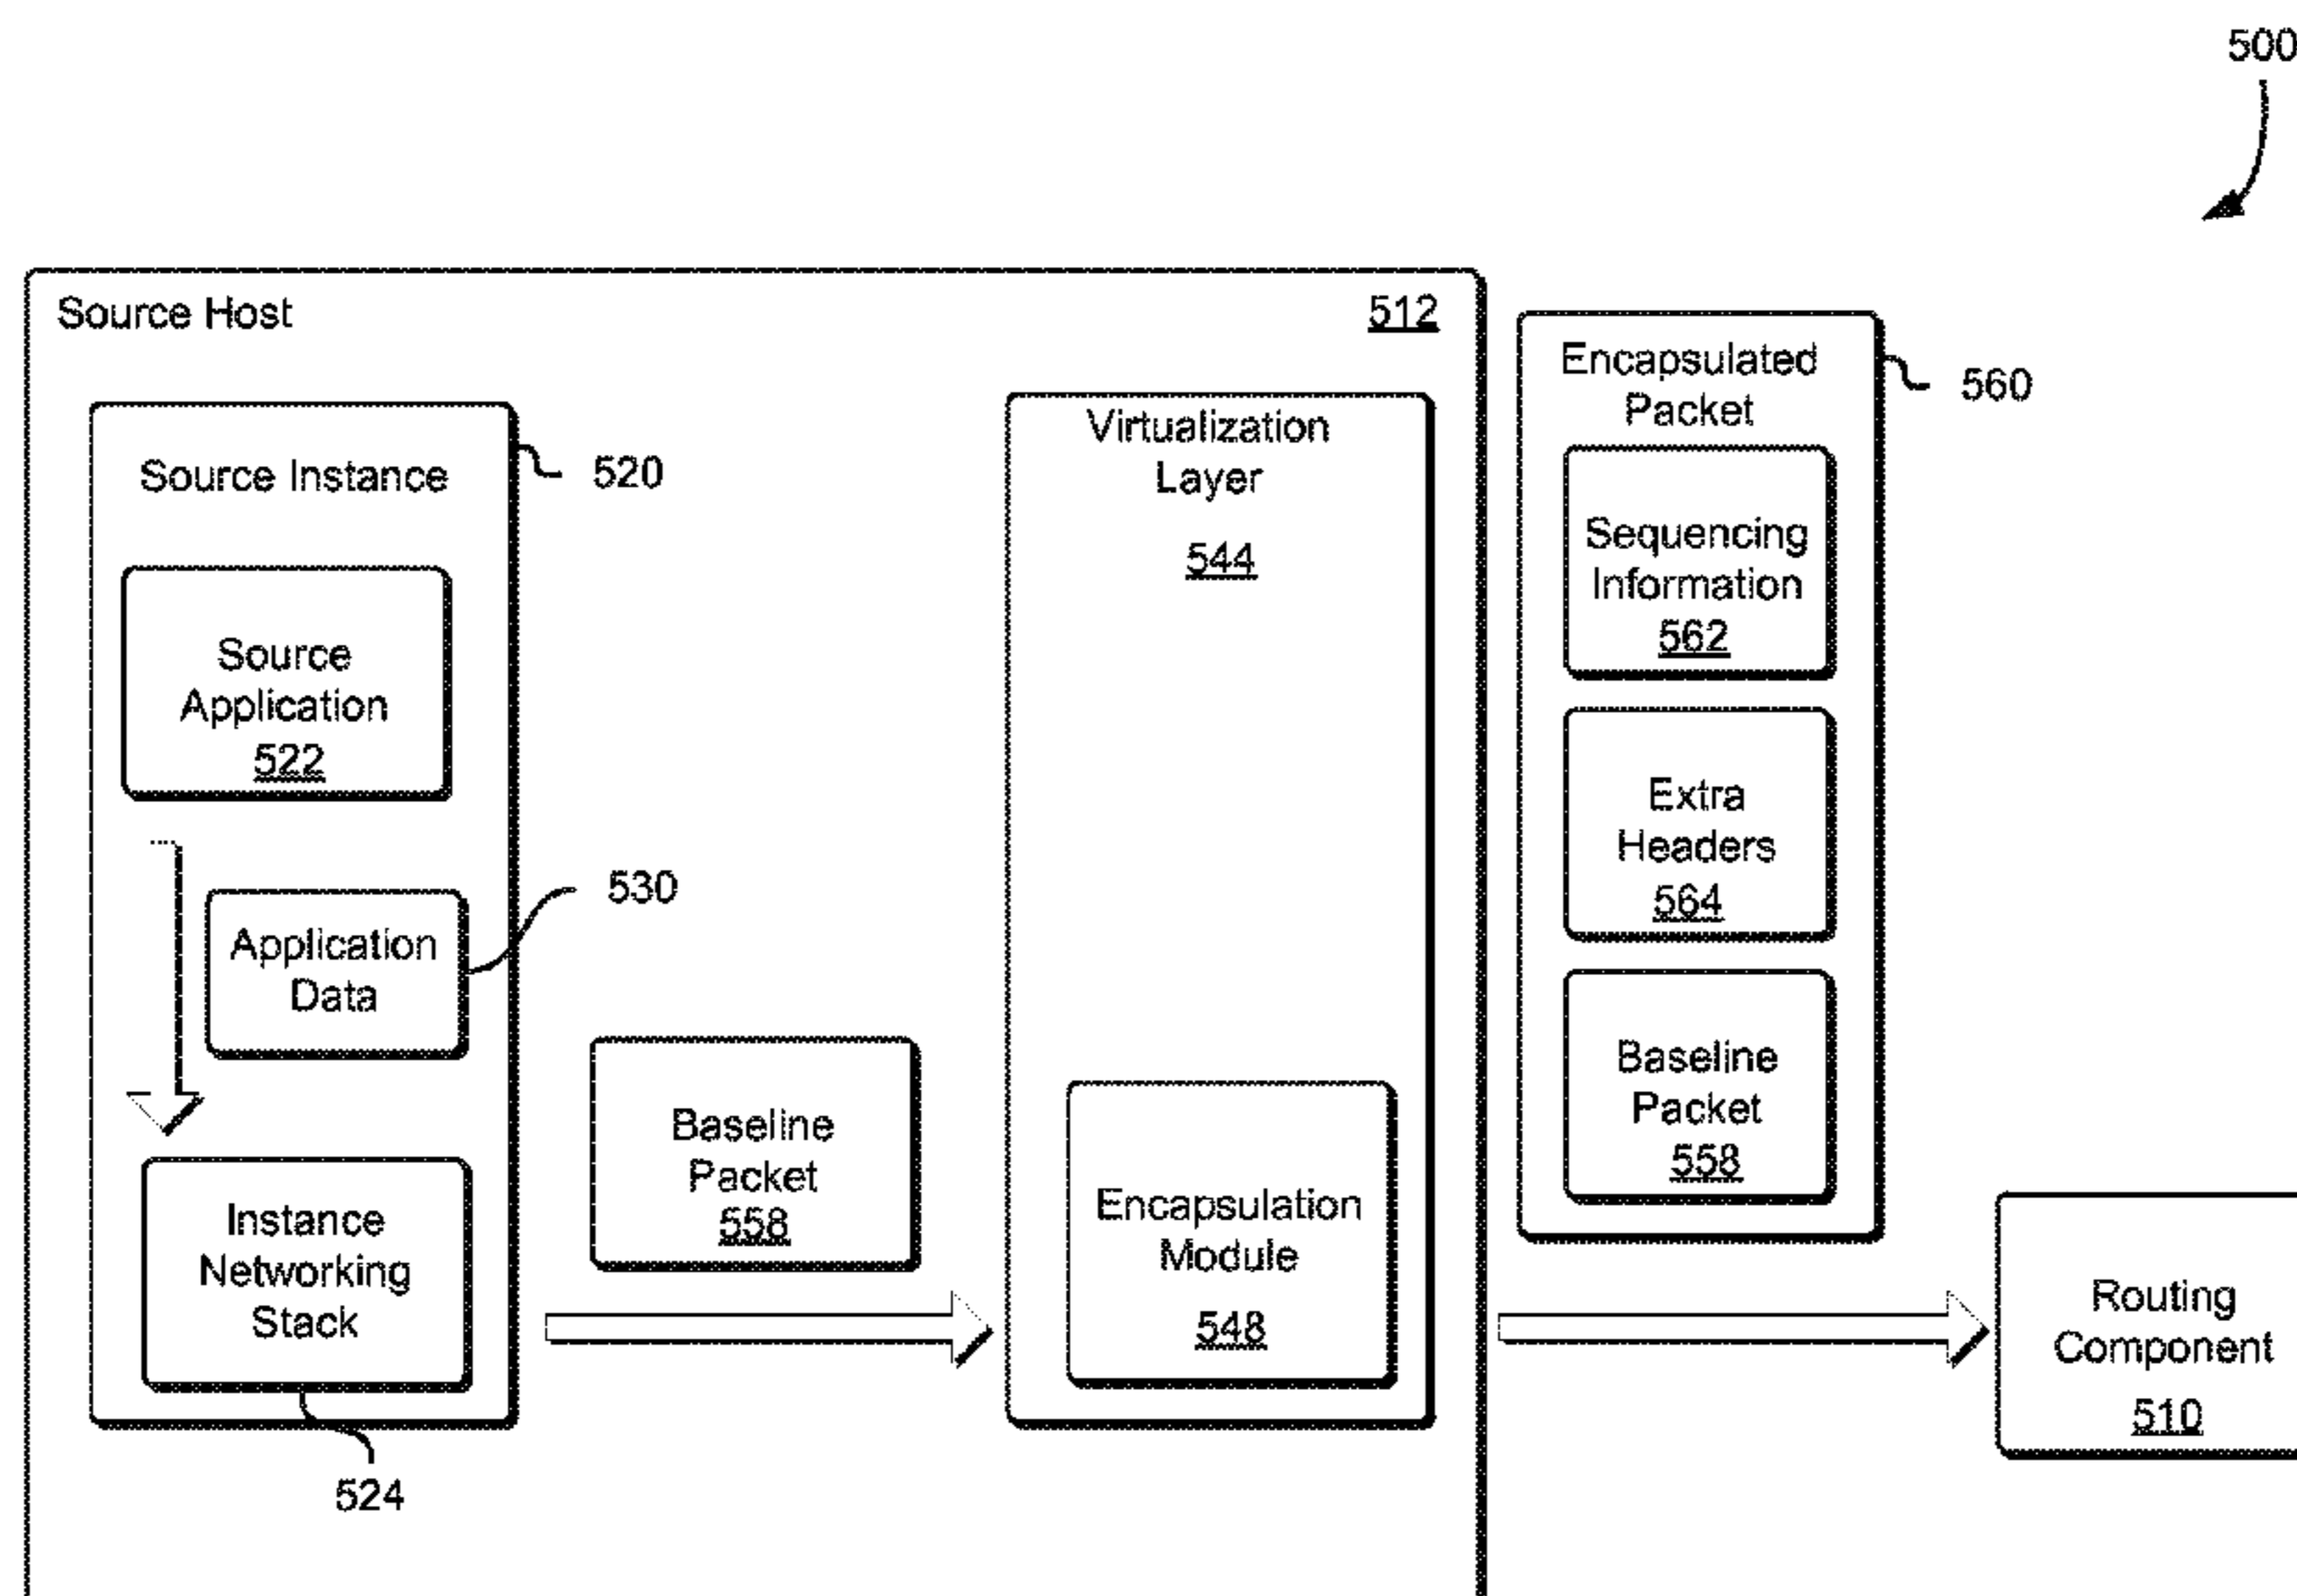 500
Source Host
512
Source Instance
520
Source
Application
522
Application
Data
530
Instance
Networking
Stack
524
Baseline
Packet
558
Virtualization
Layer
544
Encapsulation
Module
548
Encapsulated
Packet
560
Sequencing
Information
562
Extra
Headers
564
Baseline
Packet
558
Routing
Component
510